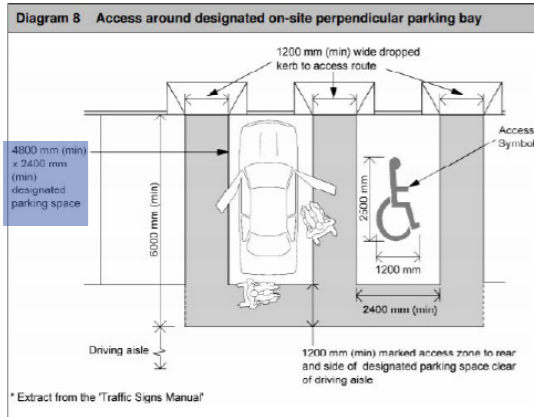 Diagram 8 Access around designated on-site perpendicular parking bay
1200 mm (min) wide dropped
kerb to access route
4800 mm (min)
x 2400 mm
(min)
designated
parking space
6000 mm (min)
Access
Symbol*
2500 mm
1200 mm
2400 mm (min)
Driving aisle
1200 mm (min) marked access zone to rear
and side of designated parking space clear
of driving aisle
* Extract from the 'Traffic Signs Manual'